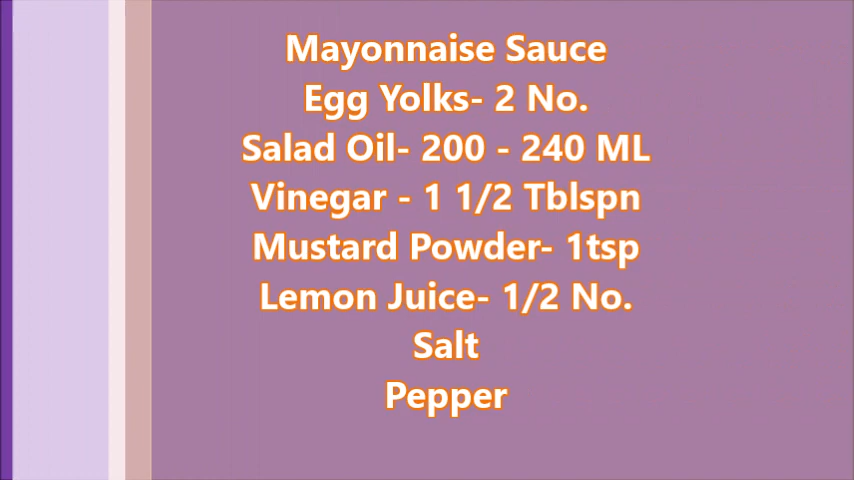 Mayonnaise Sauce
Egg Yolks- 2 No.
Salad Oil- 200 - 240 ML
Vinegar - 1 1/2 Tblspn
Mustard Powder- 1tsp
Lemon Juice- 1/2 No.
Salt
Pepper